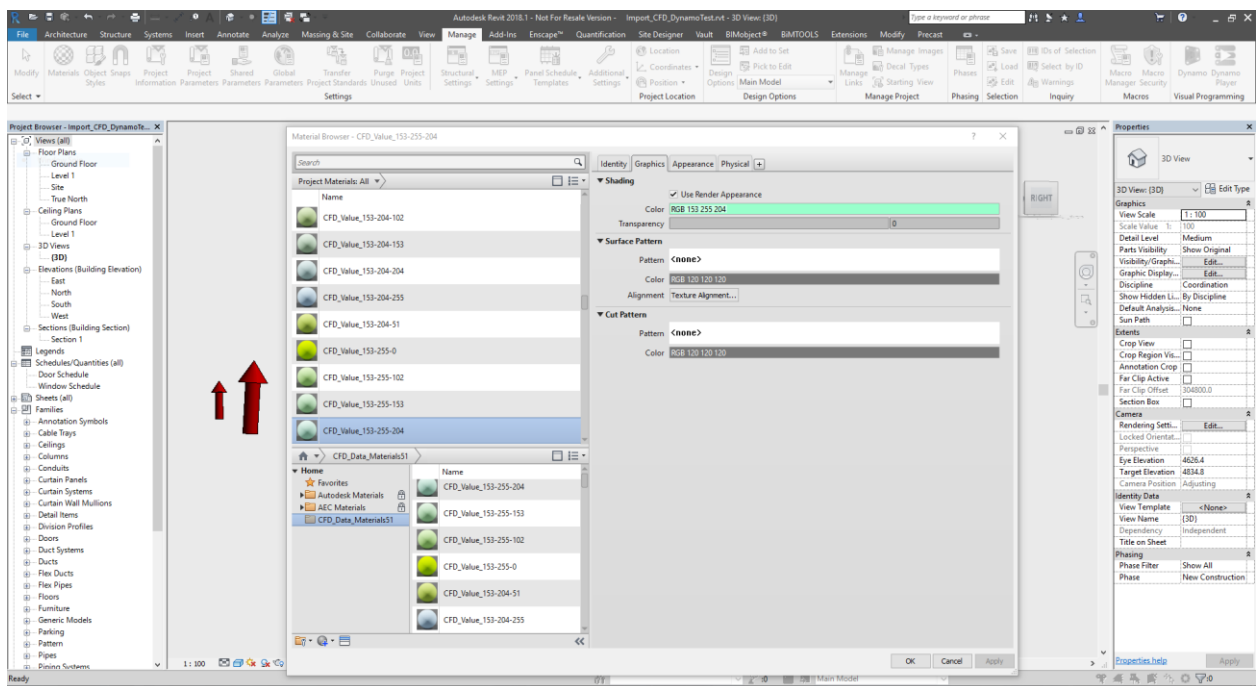 Autodesk Revit 2018.1 - Not For Resale Version - Import_CFD_DynamoTest.rvt - 3D View: {3D}
Type a keyword or phrase
File Architecture Structure Systems Insert Annotate Analyze Massing & Site Collaborate View Manage Add-Ins Enscape™ Quantification Site Designer Vault BIMobject® BiMTOOLS Extensions Modify Precast
Modify
Materials
Object Styles
Snaps
Project Information
Project Parameters
Shared Parameters
Global Parameters
Transfer Project Standards
Purge Unused
Project Units
Structural Settings
MEP Settings
Panel Schedule Templates
Additional Settings
Location
Coordinates
Position
Design Options
Add to Set
Pick to Edit
Main Model
Manage Links
Manage Images
Decal Types
Starting View
Phases
Save
Load
Edit
IDs of Selection
Select by ID
Warnings
Macro Manager
Macro Security
Dynamo
Dynamo Player
Select
Settings
Project Location
Design Options
Manage Project
Phasing
Selection
Inquiry
Macros
Visual Programming
Project Browser - Import_CFD_DynamoTe...
Views (all)
Floor Plans
Ground Floor
Level 1
Site
True North
Ceiling Plans
Ground Floor
Level 1
3D Views
{3D}
Elevations (Building Elevation)
East
North
South
West
Sections (Building Section)
Section 1
Legends
Schedules/Quantities (all)
Door Schedule
Window Schedule
Sheets (all)
Families
Annotation Symbols
Cable Trays
Ceilings
Columns
Conduits
Curtain Panels
Curtain Systems
Curtain Wall Mullions
Detail Items
Division Profiles
Doors
Duct Systems
Ducts
Flex Ducts
Flex Pipes
Floors
Furniture
Generic Models
Parking
Pattern
Pipes
Piping Systems
Material Browser - CFD_Value_153-255-204
Search
Project Materials: All
Name
CFD_Value_153-204-102
CFD_Value_153-204-153
CFD_Value_153-204-204
CFD_Value_153-204-255
CFD_Value_153-204-51
CFD_Value_153-255-0
CFD_Value_153-255-102
CFD_Value_153-255-153
CFD_Value_153-255-204
CFD_Data_Materials51
Home
Favorites
Autodesk Materials
AEC Materials
CFD_Data_Materials51
Name
CFD_Value_153-255-204
CFD_Value_153-255-153
CFD_Value_153-255-102
CFD_Value_153-255-0
CFD_Value_153-204-51
CFD_Value_153-204-255
Identity Graphics Appearance Physical
Shading
Use Render Appearance
Color RGB 153 255 204
Transparency 0
Surface Pattern
Pattern <none>
Color RGB 120 120 120
Alignment Texture Alignment...
Cut Pattern
Pattern <none>
Color RGB 120 120 120
OK Cancel Apply
RIGHT
Properties
3D View
3D View: {3D} Edit Type
Graphics
View Scale 1 : 100
Scale Value 1: 100
Detail Level Medium
Parts Visibility Show Original
Visibility/Graphi... Edit...
Graphic Display... Edit...
Discipline Coordination
Show Hidden Li... By Discipline
Default Analysis... None
Sun Path
Extents
Crop View
Crop Region Vis...
Annotation Crop
Far Clip Active
Far Clip Offset 304800.0
Section Box
Camera
Rendering Setti... Edit...
Locked Orientat...
Perspective
Eye Elevation 4626.4
Target Elevation 4834.8
Camera Position Adjusting
Identity Data
View Template <None>
View Name {3D}
Dependency Independent
Title on Sheet
Phasing
Phase Filter Show All
Phase New Construction
Properties help Apply
1 : 100
Ready
:0
Main Model
:0